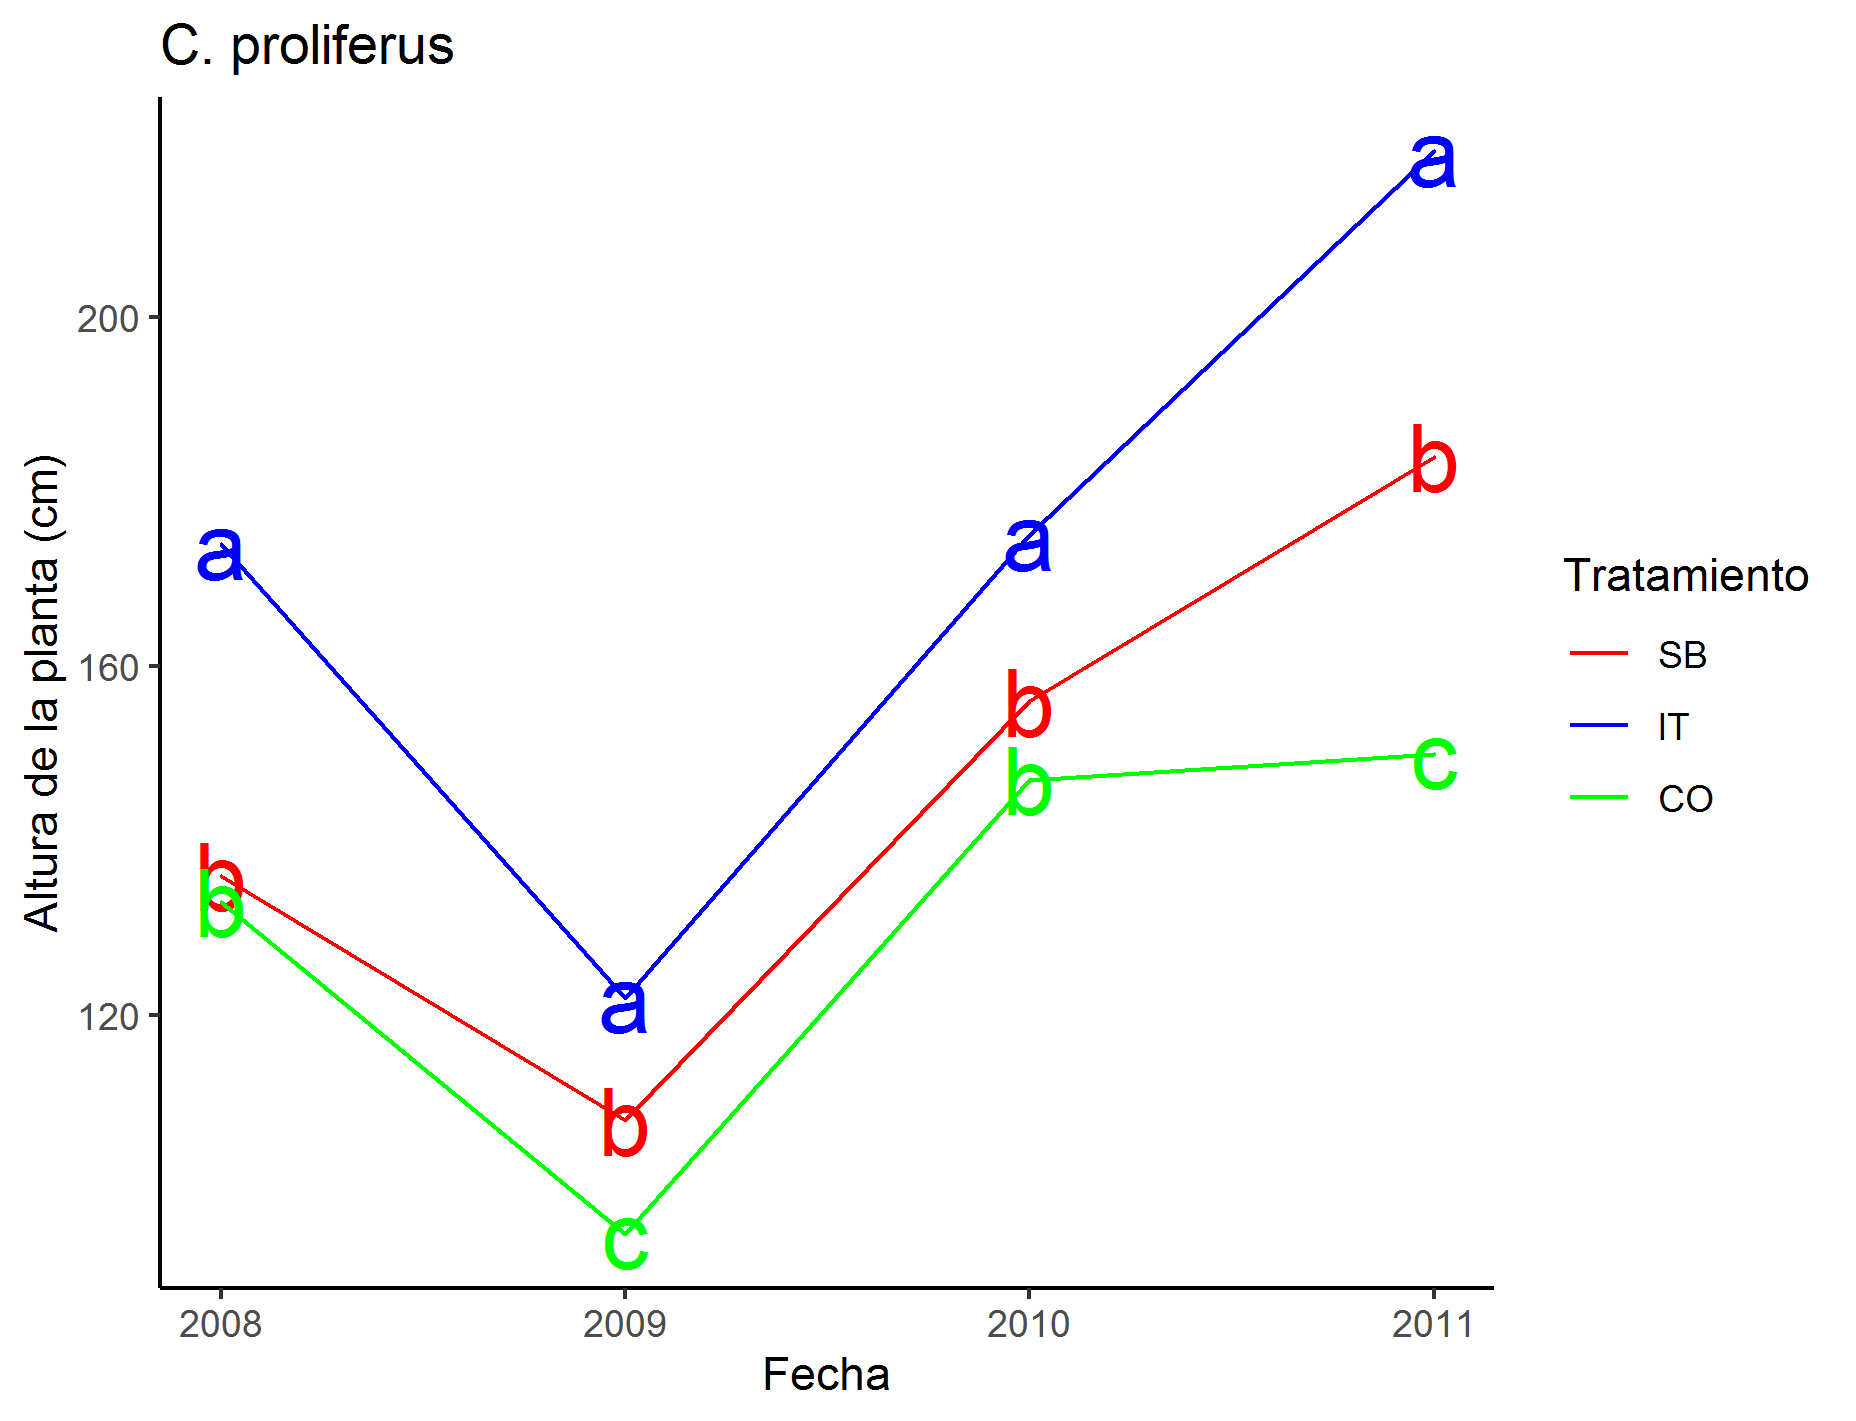 C. proliferus
Altura de la planta (cm)
200
160
120
a
a
a
a
b
b
b
b
b
c
b
c
2008
2009
2010
2011
Fecha
Tratamiento
SB
IT
CO